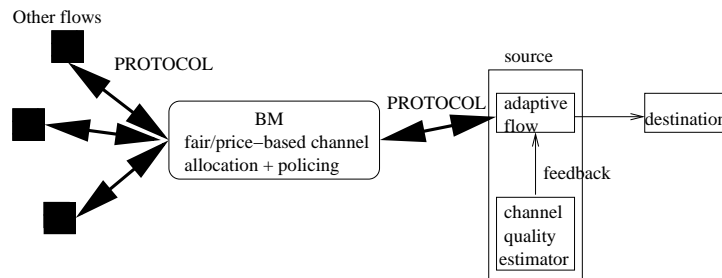 Other flows
PROTOCOL
BM
fair/price−based channel
allocation + policing
PROTOCOL
source
adaptive
flow
destination
feedback
channel
quality
estimator